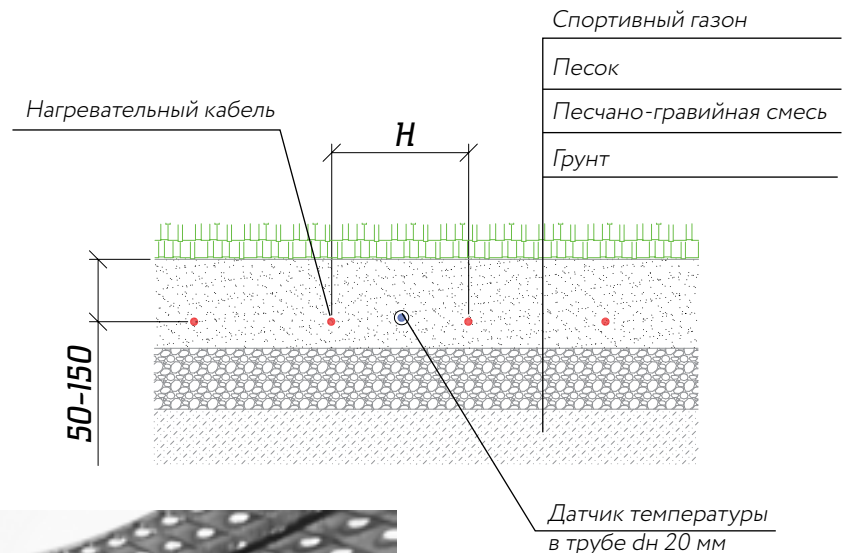 Спортивный газон
Песок
Песчано-гравийная смесь
Грунт
Нагревательный кабель
H
50-150
Датчик температуры
в трубе dн 20 мм